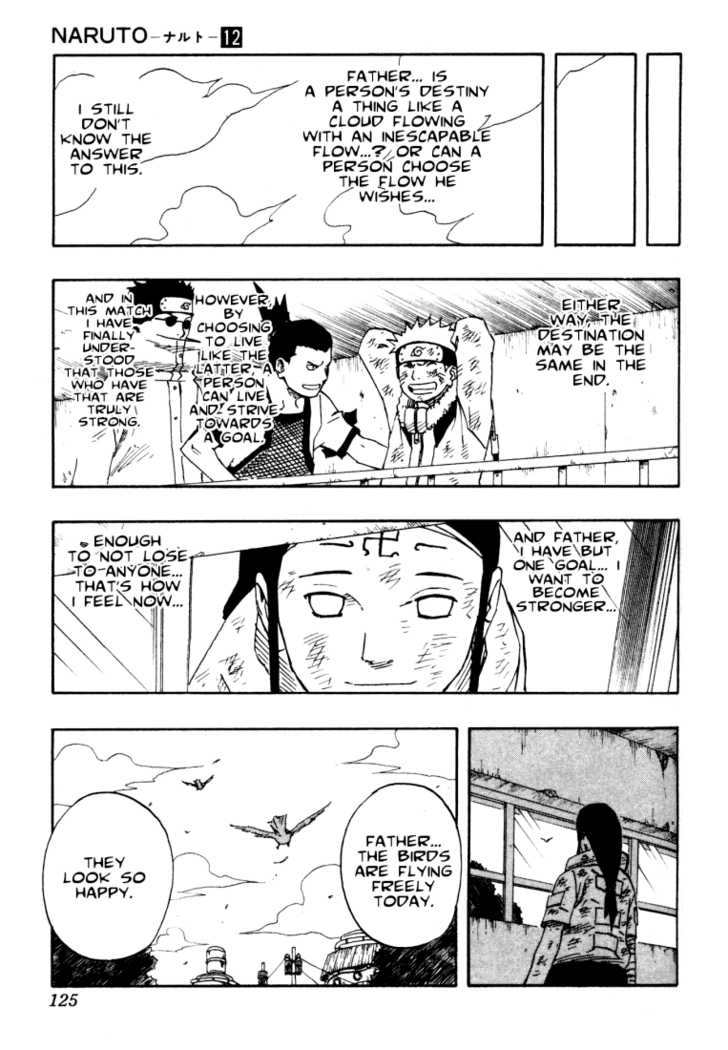 NARUTO-ナルト-12
FATHER... IS
A PERSON'S DESTINY
A THING LIKE A
CLOUD FLOWING
WITH AN INESCAPABLE
FLOW...? OR CAN A
PERSON CHOOSE
THE FLOW HE
WISHES...
I STILL
DON'T
KNOW THE
ANSWER
TO THIS.
EITHER
WAY, THE
DESTINATION
MAY BE THE
SAME IN THE
END.
HOWEVER,
BY
CHOOSING
TO LIVE
LIKE THE
LATTER, A
PERSON
CAN LIVE
AND STRIVE
TOWARDS
A GOAL.
AND IN
THIS MATCH
I HAVE
FINALLY
UNDER-
STOOD
THAT THOSE
WHO HAVE
THAT ARE
TRULY
STRONG.
AND FATHER,
I HAVE BUT
ONE GOAL... I
WANT TO
BECOME
STRONGER...
ENOUGH
TO NOT LOSE
TO ANYONE...
THAT'S HOW
I FEEL NOW...
FATHER...
THE BIRDS
ARE FLYING
FREELY
TODAY.
THEY
LOOK SO
HAPPY.
125